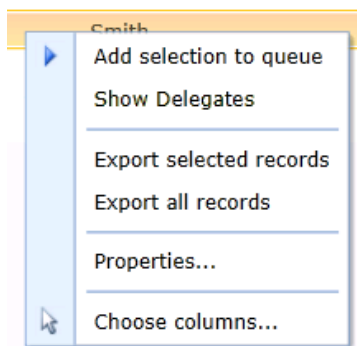 Smith
Add selection to queue
Show Delegates
Export selected records
Export all records
Properties...
Choose columns...